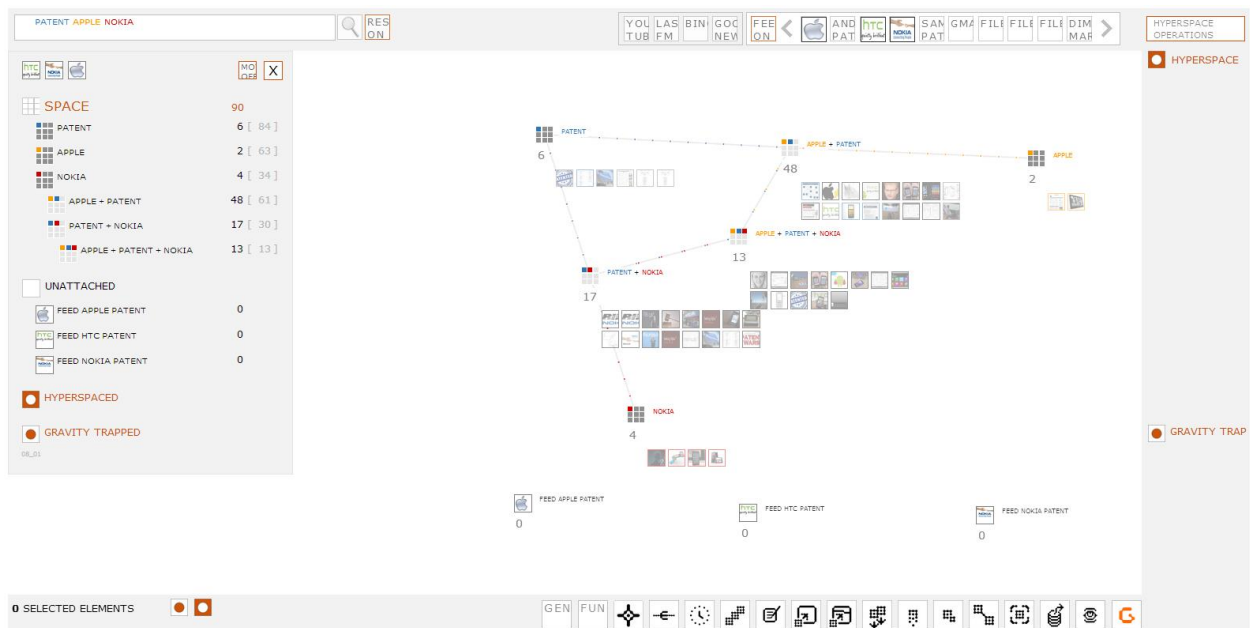 PATENT APPLE NOKIA
RES
ON
YOU
TUB
LAS
FM
BIN
GOO
NEW
FEE
ON
AND
PAT
hTC
NOKIA
SAM
PAT
GMA
FILE
FILE
FILE
DIM
MAR
HYPERSPACE
OPERATIONS
HYPERSPACE
MO
OFF
X
SPACE 90
PATENT 6 [ 84 ]
APPLE 2 [ 63 ]
NOKIA 4 [ 34 ]
APPLE + PATENT 48 [ 61 ]
PATENT + NOKIA 17 [ 30 ]
APPLE + PATENT + NOKIA 13 [ 13 ]
UNATTACHED
FEED APPLE PATENT 0
FEED HTC PATENT 0
FEED NOKIA PATENT 0
HYPERSPACED
GRAVITY TRAPPED
PATENT
6
APPLE + PATENT
48
APPLE
2
APPLE + PATENT + NOKIA
13
PATENT + NOKIA
17
NOKIA
4
FEED APPLE PATENT
0
FEED HTC PATENT
0
FEED NOKIA PATENT
0
GRAVITY TRAP
0 SELECTED ELEMENTS
GEN
FUN